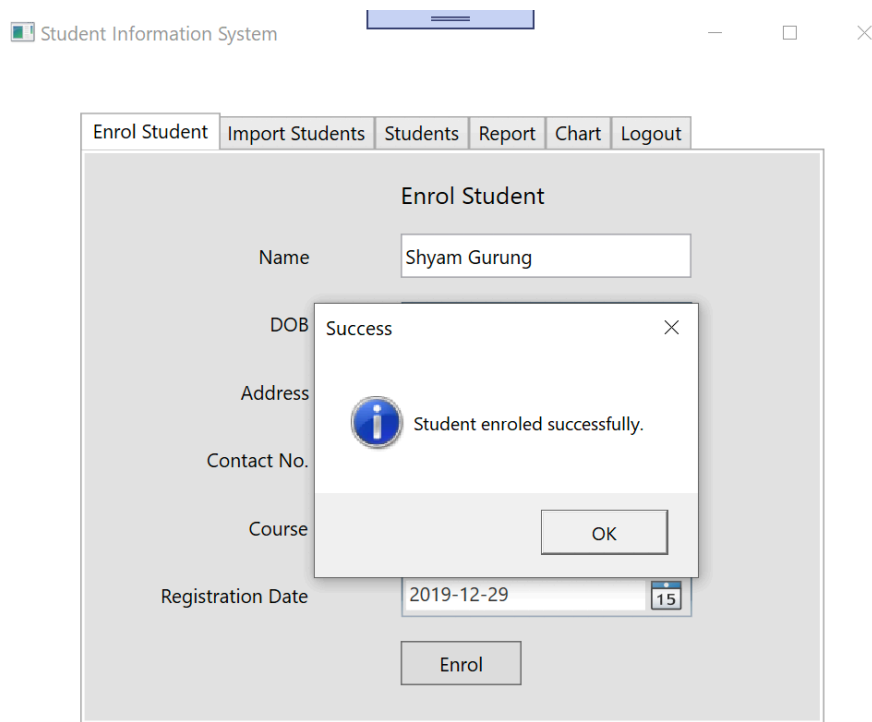 Student Information System
Enrol Student Import Students Students Report Chart Logout
Enrol Student
Name Shyam Gurung
DOB
Success
Address
Student enroled successfully.
Contact No.
Course
OK
Registration Date 2019-12-29 15
Enrol